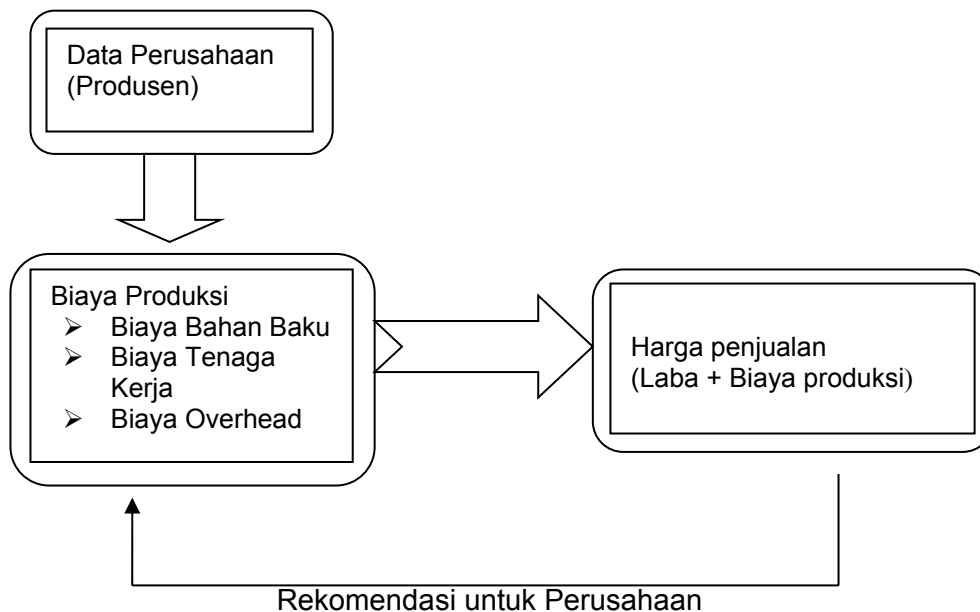 Data Perusahaan
(Produsen)
Biaya Produksi
➢ Biaya Bahan Baku
➢ Biaya Tenaga
Kerja
➢ Biaya Overhead
Harga penjualan
(Laba + Biaya produksi)
Rekomendasi untuk Perusahaan